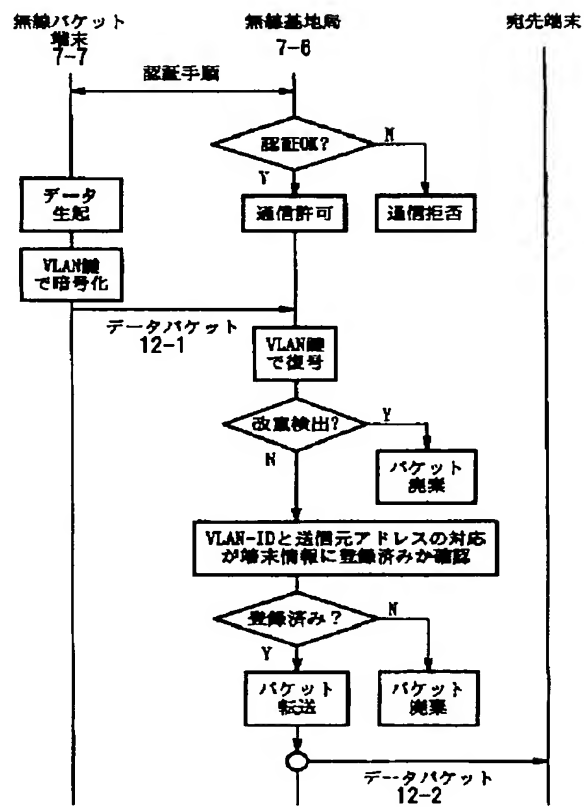 無線パケット
端末
7-7
無線基地局
7-6
宛先端末
認証手順
認証OK?
N
Y
データ
生起
通信許可
通信拒否
VLAN鍵
で暗号化
データパケット
12-1
VLAN鍵
で復号
改竄検出?
Y
N
パケット
廃棄
VLAN-IDと送信元アドレスの対応
が端末情報に登録済みか確認
登録済み?
N
Y
パケット
転送
パケット
廃棄
データパケット
12-2